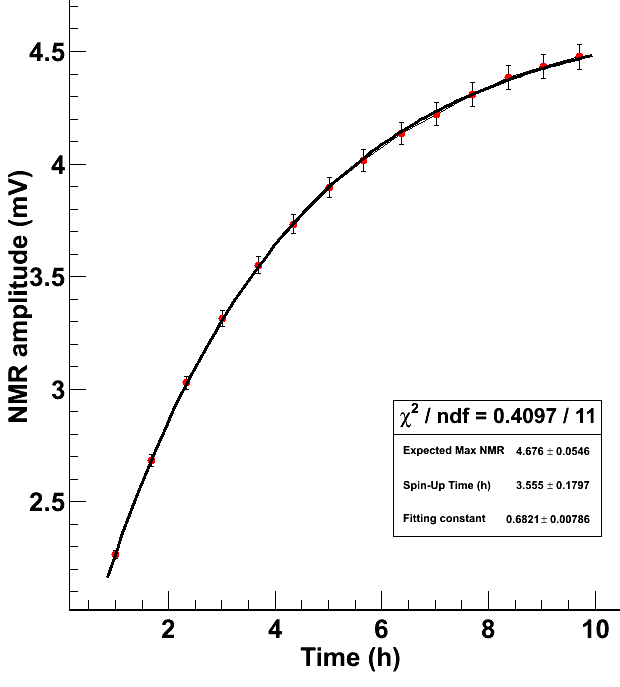 4.5
4
3.5
3
2.5
NMR amplitude (mV)
χ² / ndf = 0.4097 / 11
Expected Max NMR 4.676 ± 0.0546
Spin-Up Time (h) 3.555 ± 0.1797
Fitting constant 0.6821 ± 0.00786
2 4 6 8 10
Time (h)